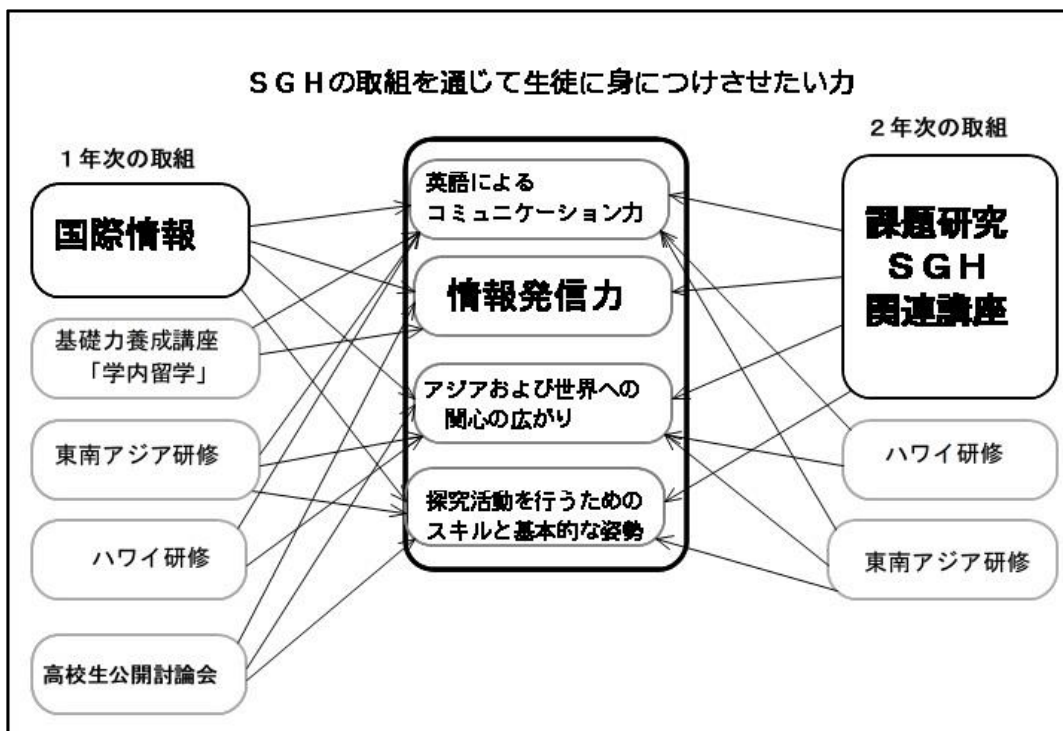 SGHの取組を通じて生徒に身につけさせたい力
1年次の取組
国際情報
基礎力養成講座
「学内留学」
東南アジア研修
ハワイ研修
高校生公開討論会
英語による
コミュニケーション力
情報発信力
アジアおよび世界への
関心の広がり
探究活動を行うための
スキルと基本的な姿勢
2年次の取組
課題研究
SGH
関連講座
ハワイ研修
東南アジア研修